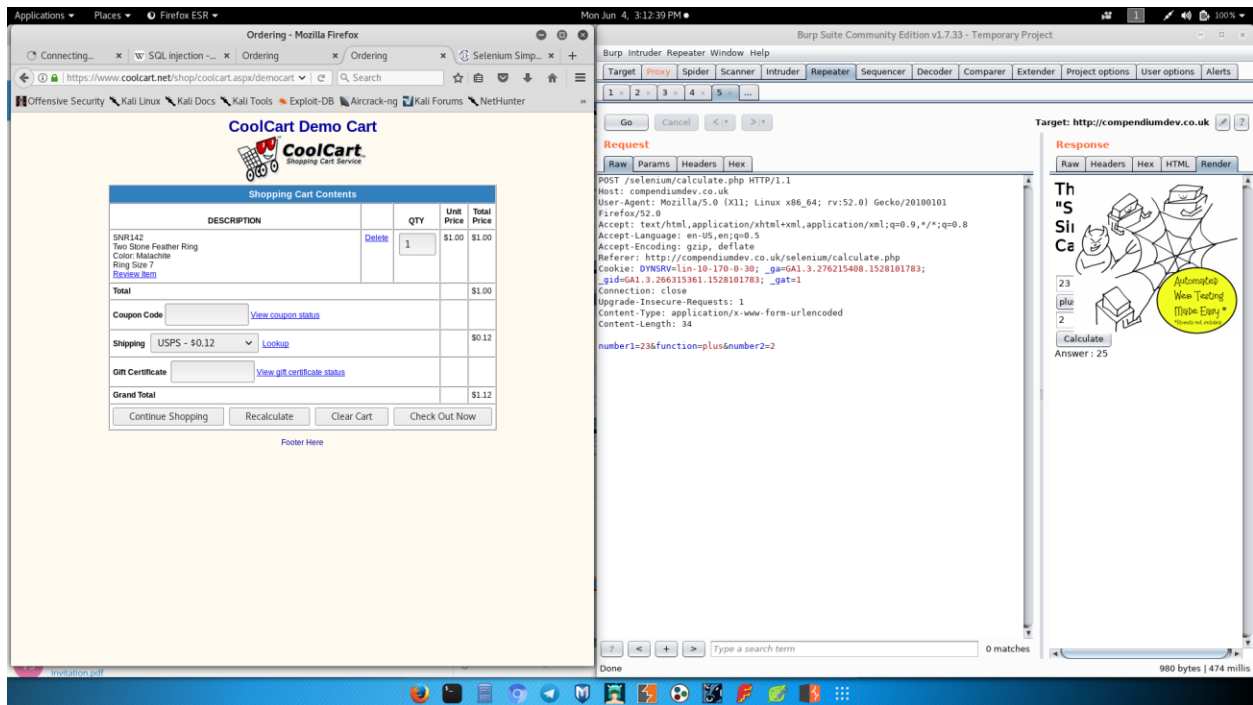 Applications ▾ Places ▾ Firefox ESR ▾ Mon Jun 4, 3:12:39 PM ● 1 100% ▾
Ordering - Mozilla Firefox
Connecting... × W SQL injection -... × Ordering × Ordering × Selenium Simp... × +
https://www.coolcart.net/shop/coolcart.aspx/democart Search
Offensive Security Kali Linux Kali Docs Kali Tools Exploit-DB Aircrack-ng Kali Forums NetHunter »
CoolCart Demo Cart
CoolCart
Shopping Cart Service
Shopping Cart Contents
DESCRIPTION QTY Unit Price Total Price
SNR142 Delete 1 $1.00 $1.00
Two Stone Feather Ring
Color: Malachite
Ring Size 7
Review Item
Total $1.00
Coupon Code View coupon status
Shipping USPS - $0.12 Lookup $0.12
Gift Certificate View gift certificate status
Grand Total $1.12
Continue Shopping Recalculate Clear Cart Check Out Now
Footer Here
Invitation.pdf
Burp Suite Community Edition v1.7.33 - Temporary Project
Burp Intruder Repeater Window Help
Target Proxy Spider Scanner Intruder Repeater Sequencer Decoder Comparer Extender Project options User options Alerts
1 × 2 × 3 × 4 × 5 × ...
Go Cancel < > Target: http://compendiumdev.co.uk ?
Request
Raw Params Headers Hex
POST /selenium/calculate.php HTTP/1.1
Host: compendiumdev.co.uk
User-Agent: Mozilla/5.0 (X11; Linux x86_64; rv:52.0) Gecko/20100101
Firefox/52.0
Accept: text/html,application/xhtml+xml,application/xml;q=0.9,*/*;q=0.8
Accept-Language: en-US,en;q=0.5
Accept-Encoding: gzip, deflate
Referer: http://compendiumdev.co.uk/selenium/calculate.php
Cookie: DYNSRV=lin-10-170-0-30; _ga=GA1.3.276215408.1528101783;
_gid=GA1.3.266315361.1528101783; _gat=1
Connection: close
Upgrade-Insecure-Requests: 1
Content-Type: application/x-www-form-urlencoded
Content-Length: 34
number1=23&function=plus&number2=2
? < + > Type a search term 0 matches
Done
Response
Raw Headers Hex HTML Render
Th
"S
Si
Ca
23
plu
2
Calculate
Answer : 25
Automated
Web Testing
Made Easy *
980 bytes | 474 millis